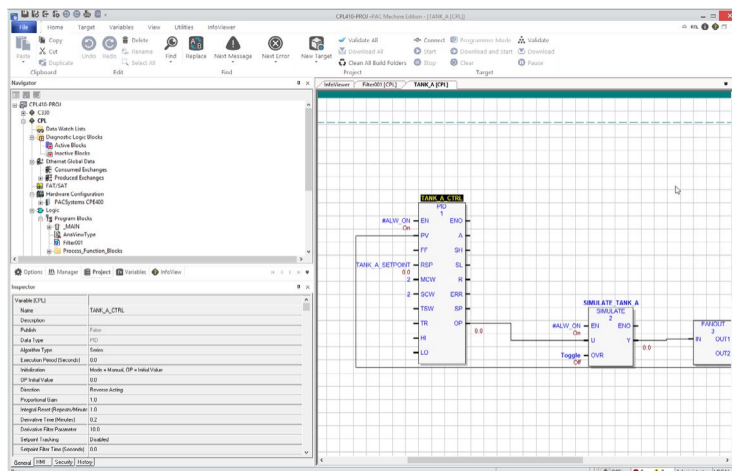 CPL410-PROJ - PAC Machine Edition - [TANK_A [CPL]]
File Home Target Variables View Utilities InfoViewer
Paste
Copy
Cut
Duplicate
Clipboard
Undo
Redo
Delete
Rename
Select All
Edit
Find
Replace
Next Message
Next Error
Find
New Target
Validate All
Download All
Clean All Build Folders
Project
Connect
Start
Stop
Programmer Mode
Download and Start
Clear
Validate
Download
Pause
Target
Navigator
CPL410-PROJ
C330
CPL
Data Watch Lists
Diagnostic Logic Blocks
Active Blocks
Inactive Blocks
Ethernet Global Data
Consumed Exchanges
Produced Exchanges
FAT/SAT
Hardware Configuration
PACSystems CPE400
Logic
Program Blocks
_MAIN
AnaViewType
Filter001
Process_Function_Blocks
Options Manager Project Variables InfoView
Inspector
Variable [CPL]
Name TANK_A_CTRL
Description
Publish False
Data Type PID
Algorithm Type Series
Execution Period (Seconds) 0.0
Initialization Mode = Manual, OP = Initial Value
OP Initial Value 0.0
Direction Reverse Acting
Proportional Gain 1.0
Integral Reset (Repeats/Minute 1.0
Derivative Time (Minutes) 0.2
Derivative Filter Parameter 10.0
Setpoint Tracking Disabled
Setpoint Filter Time (Seconds) 0.0
General HMI Security History
InfoViewer Filter001 [CPL] TANK_A [CPL]
TANK_A_CTRL
PID
1
#ALW_ON EN ENO
On
PV A
FF SH
TANK_A_SETPOINT RSP SL
0.0
2 MCW R
2 SCW ERR
TSW SP
TR OP
0.0
HI
LO
SIMULATE_TANK_A
SIMULATE
2
#ALW_ON EN ENO
On
U Y
0.0
Toggle OVR
Off
FANOUT
3
IN OUT1
OUT2